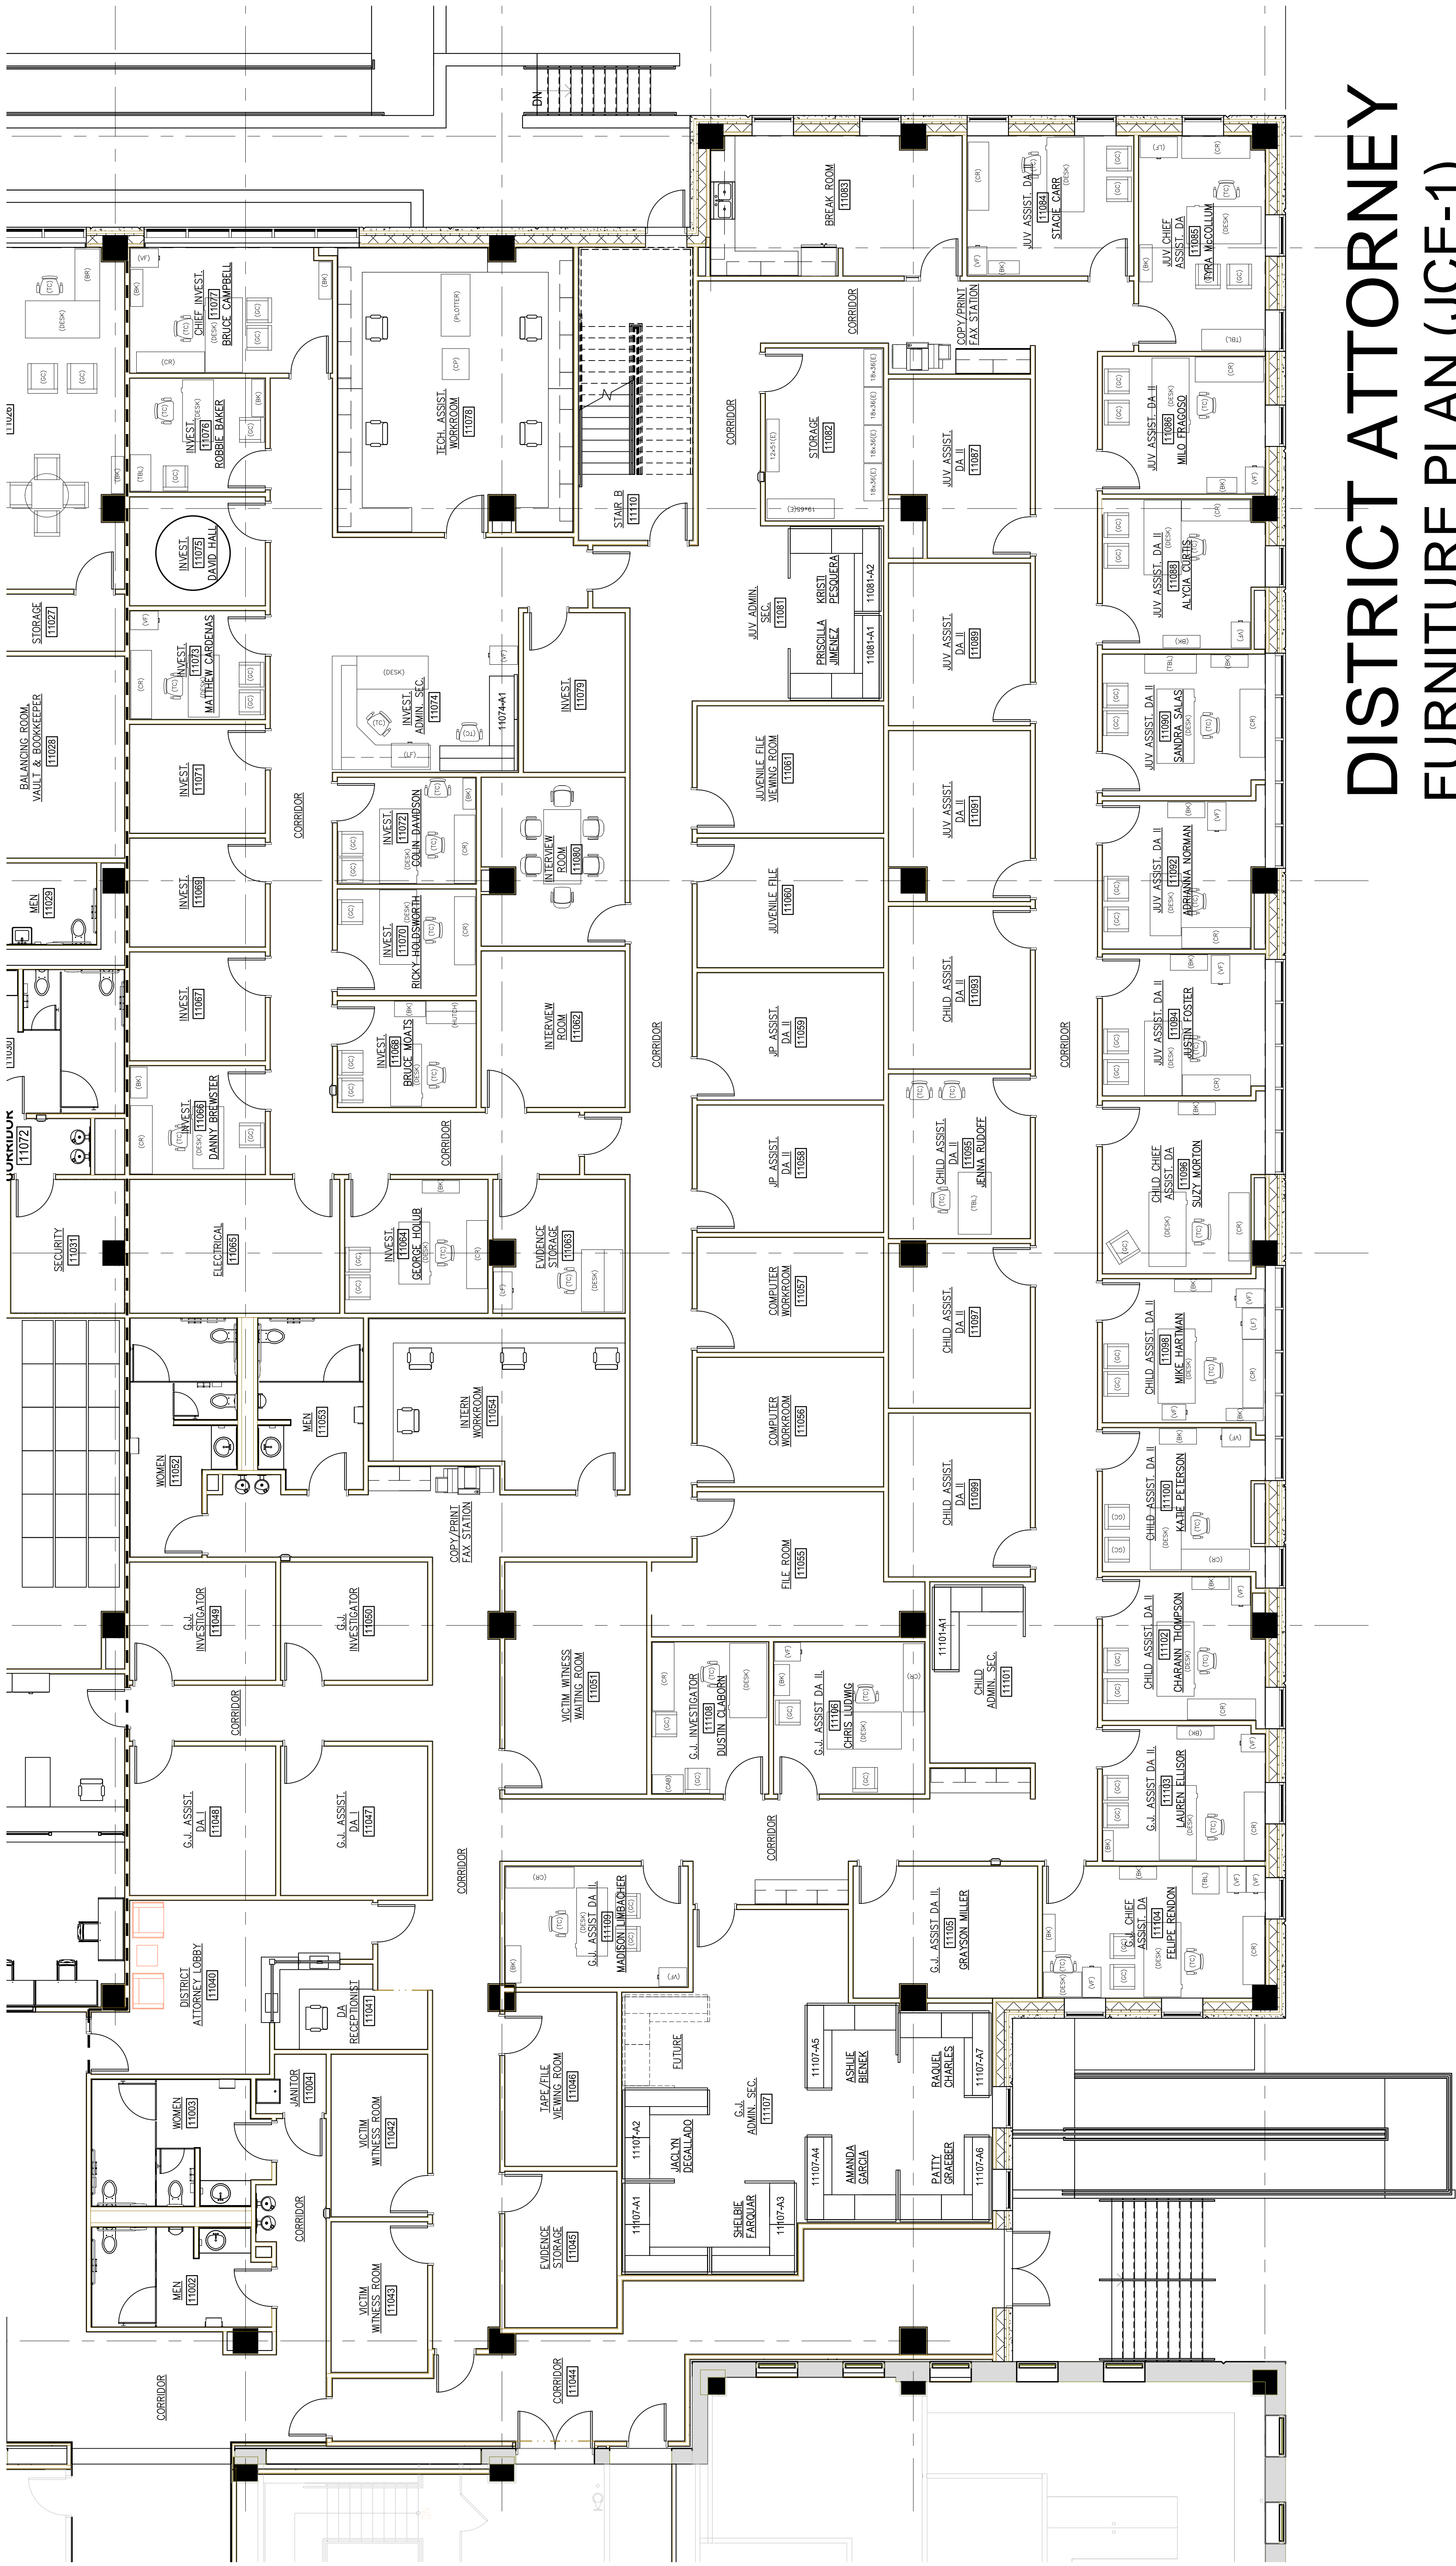 DISTRICT ATTORNEY
FURNITURE PLAN (JCE-1)
CORRIDOR
MEN
11002
WOMEN
11003
JANITOR
11004
CORRIDOR
CORRIDOR
11044
VICTIM
WITNESS ROOM
11043
VICTIM
WITNESS ROOM
11042
DA
RECEPTIONIST
11041
DISTRICT
ATTORNEY LOBBY
11040
EVIDENCE
STORAGE
11045
TAPE/FILE
VIEWING ROOM
11046
G.J. ASSIST.
DA I
11048
G.J. ASSIST.
DA I
11047
CORRIDOR
CORRIDOR
G.J.
INVESTIGATOR
11049
G.J.
INVESTIGATOR
11050
VICTIM WITNESS
WAITING ROOM
11051
WOMEN
11052
MEN
11053
INTERN
WORKROOM
11054
COPY/PRINT
FAX STATION
FILE ROOM
11055
COMPUTER
WORKROOM
11056
COMPUTER
WORKROOM
11057
JP ASSIST.
DA II
11058
JP ASSIST.
DA II
11059
JUVENILE FILE
11060
JUVENILE FILE
VIEWING ROOM
11061
INTERVIEW
ROOM
11062
EVIDENCE
STORAGE
11063
INVEST.
11064
GEORGE HOLUB
ELECTRICAL
11065
INVEST.
11066
DANNY BREWSTER
INVEST.
11067
INVEST.
11068
BRUCE MOATS
INVEST.
11069
INVEST.
11070
RICKY HOLDSWORTH
INVEST.
11071
INVEST.
11072
COLIN DAVIDSON
INVEST.
11073
MATTHEW CARDENAS
INVEST.
ADMIN. SEC.
11074
11074-A1
INVEST.
11075
DAVID HALL
INVEST.
11076
ROBBIE BAKER
CHIEF INVEST.
11077
BRUCE CAMPBELL
TECH. ASSIST.
WORKROOM
11078
(PLOTTER)
(CP)
INVEST.
11079
INTERVIEW
ROOM
11080
CORRIDOR
CORRIDOR
CORRIDOR
STAIR B
11110
DN
JUV ADMIN.
SEC.
11081
PRISCILLA
JIMENEZ
11081-A1
KRISTI
PESQUERA
11081-A2
STORAGE
11082
12x51(E)
19x65(E)
18x36(E)
18x36(E)
18x36(E)
18x36(E)
CORRIDOR
CORRIDOR
BREAK ROOM
11083
COPY/PRINT
FAX STATION
JUV ASSIST. DA II
11084
STACIE CARR
JUV CHIEF
ASSIST. DA
11085
TYRA McCOLLUM
JUV ASSIST. DA II
11086
MILO FRAGOSO
JUV ASSIST.
DA II
11087
JUV ASSIST. DA II
11088
ALYCIA CURTIS
JUV ASSIST.
DA II
11089
JUV ASSIST. DA II
11090
SANDRA SALAS
JUV ASSIST.
DA II
11091
JUV ASSIST. DA II
11092
ADRIANNA NORMAN
CHILD ASSIST.
DA II
11093
JUV ASSIST. DA II
11094
JUSTIN FOSTER
CORRIDOR
CHILD ASSIST.
DA II
11095
JENNA RUDOFF
CHILD CHIEF
ASSIST. DA
11096
SUZY MORTON
CHILD ASSIST.
DA II
11097
CHILD ASSIST. DA II
11098
MIKE HARTMAN
CHILD ASSIST.
DA II
11099
CHILD ASSIST. DA II
11100
KATIE PETERSON
CHILD
ADMIN. SEC.
11101
11101-A1
CHILD ASSIST. DA II
11102
CHARANN THOMPSON
G.J. ASSIST DA II.
11103
LAUREN ELLISOR
G.J. CHIEF
ASSIST. DA
11104
FELIPE RENDON
G.J. ASSIST DA II.
11105
GRAYSON MILLER
G.J. ASSIST DA II.
11106
CHRIS LUDWIG
G.J. INVESTIGATOR
11108
DUSTIN CLABORN
G.J. ASSIST DA II.
11109
MADISON LIMBACHER
CORRIDOR
G.J.
ADMIN. SEC.
11107
FUTURE
11107-A1
SHELBIE
FARQUAR
11107-A3
11107-A2
JACLYN
DEGALLADO
11107-A4
AMANDA
GARCIA
PATTY
GRAEBER
11107-A6
11107-A5
ASHLIE
BIENEK
RAQUEL
CHARLES
11107-A7
SECURITY
11031
CORRIDOR
11072
11030
MEN
11029
BALANCING ROOM,
VAULT & BOOKKEEPER
11028
STORAGE
11027
11026